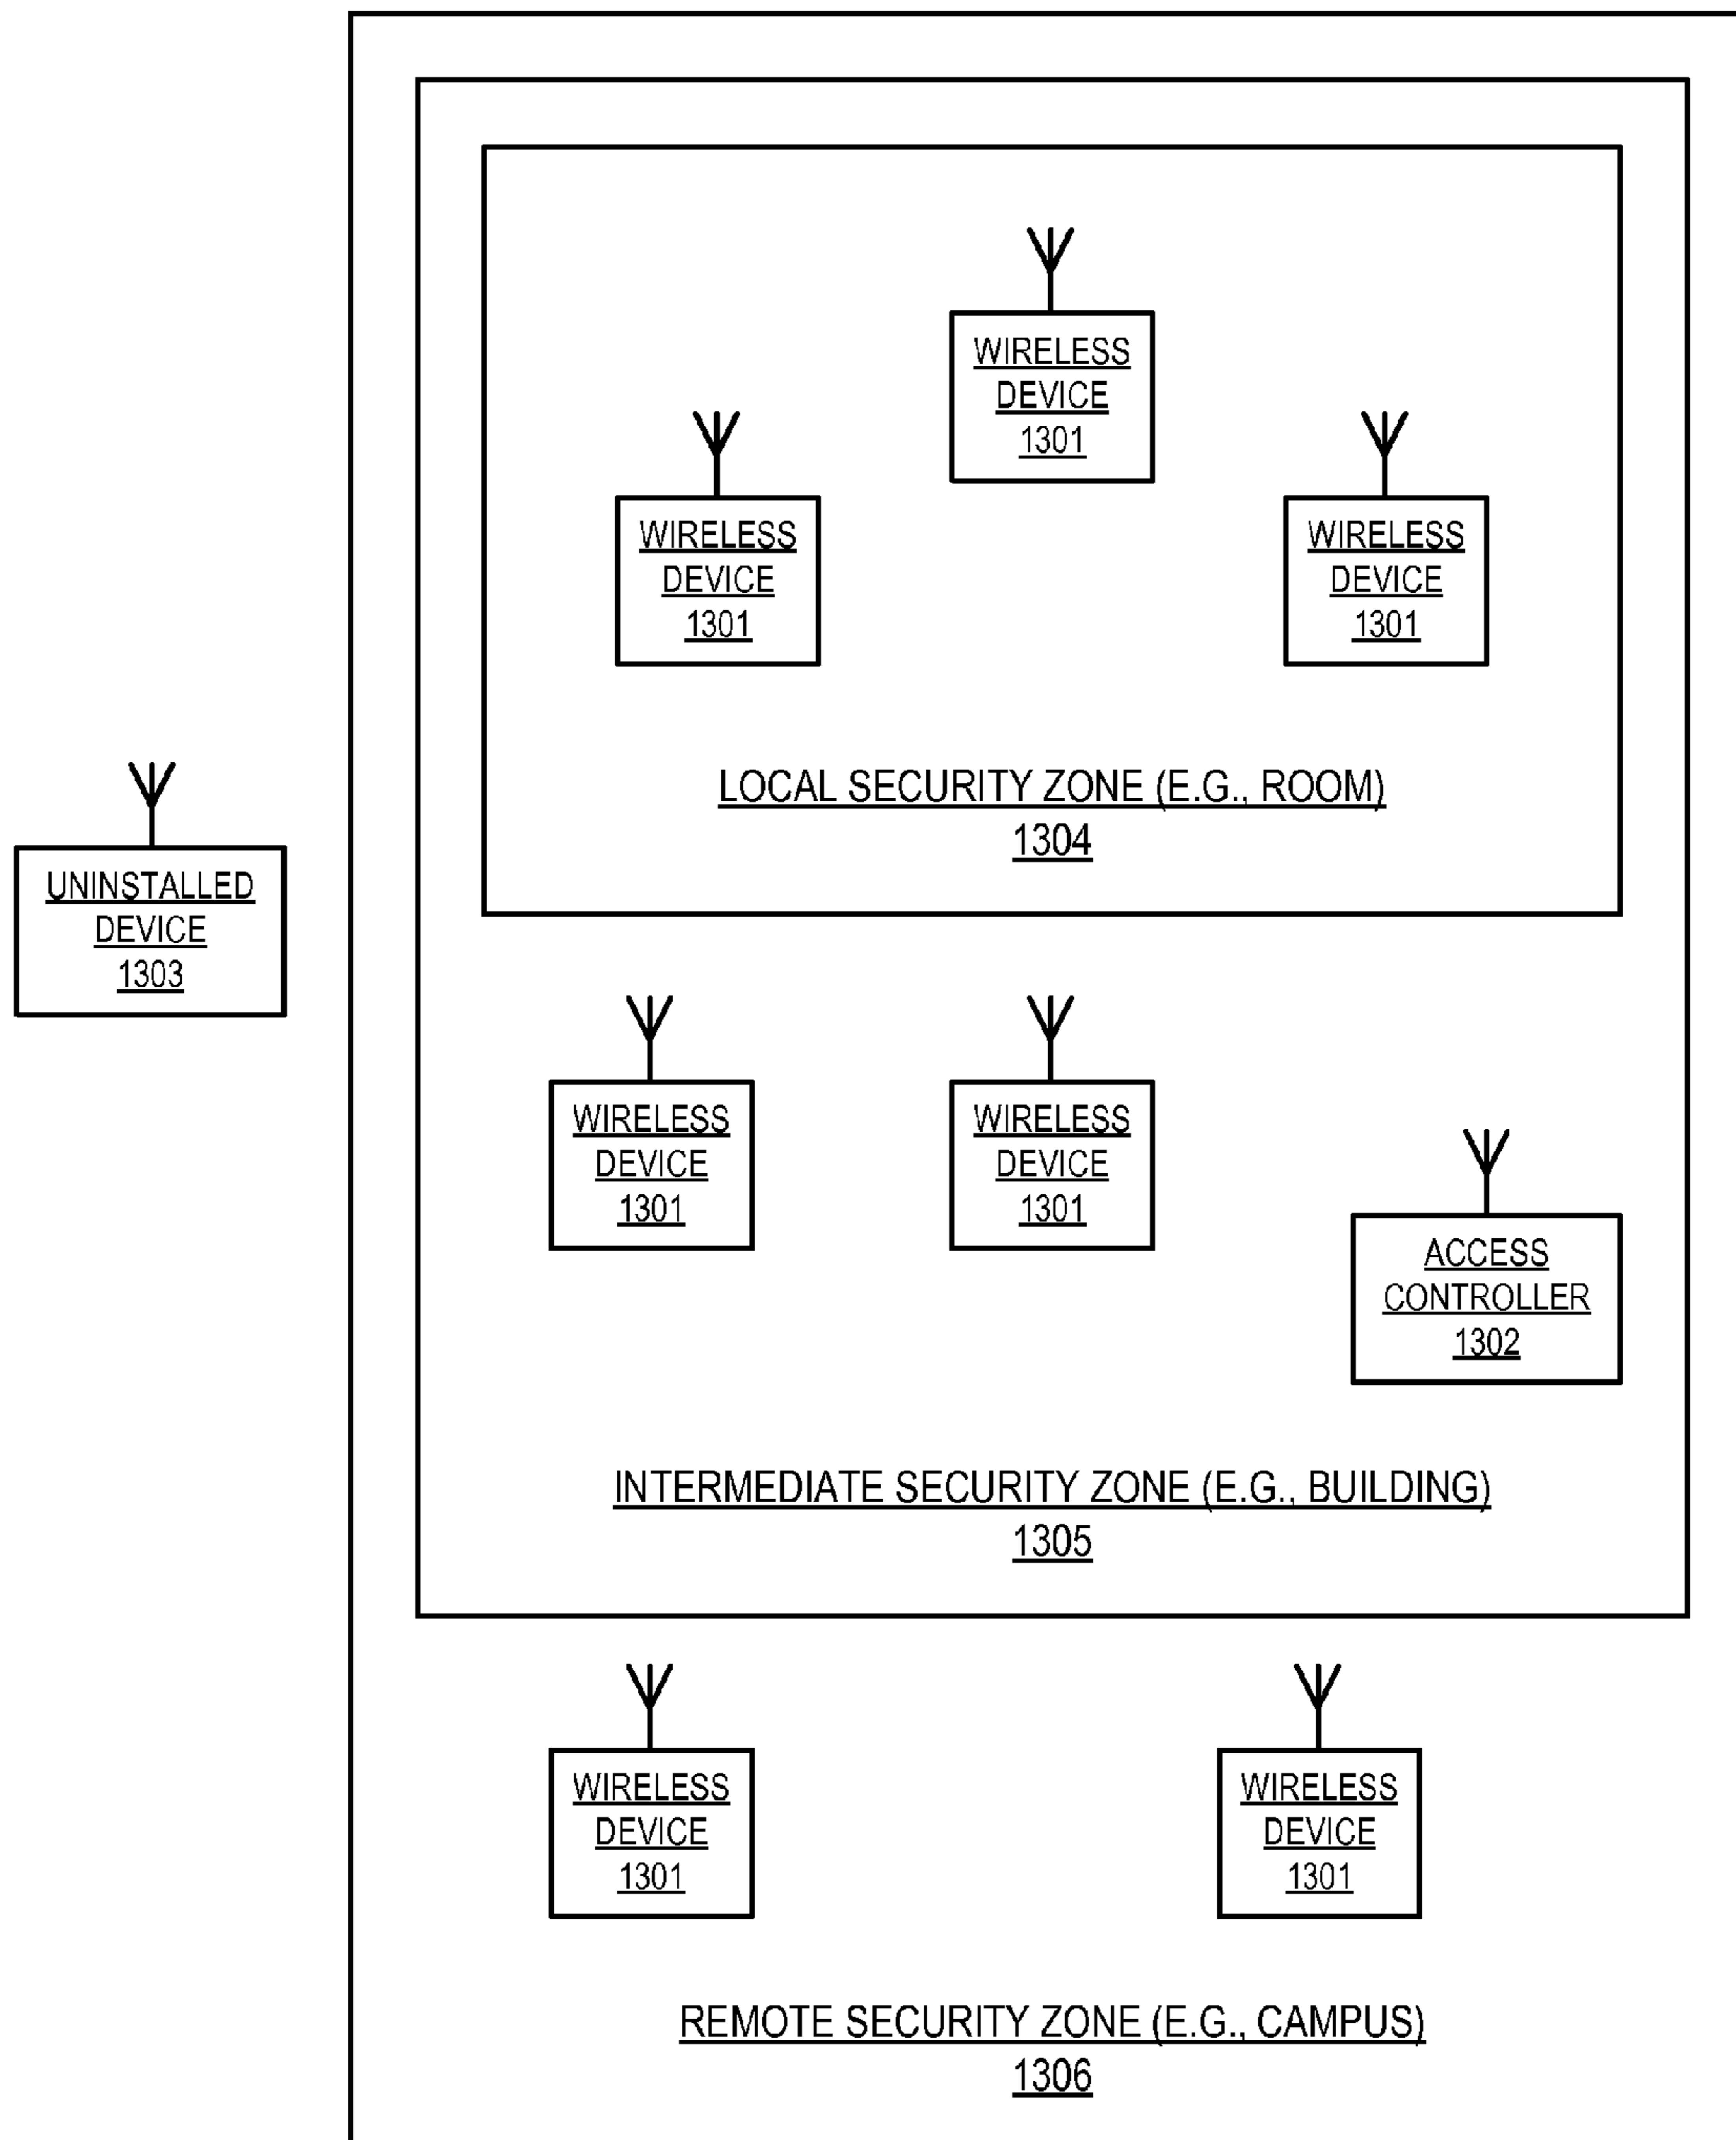 WIRELESS
DEVICE
1301
WIRELESS
DEVICE
1301
WIRELESS
DEVICE
1301
LOCAL SECURITY ZONE (E.G., ROOM)
1304
UNINSTALLED
DEVICE
1303
WIRELESS
DEVICE
1301
WIRELESS
DEVICE
1301
ACCESS
CONTROLLER
1302
INTERMEDIATE SECURITY ZONE (E.G., BUILDING)
1305
WIRELESS
DEVICE
1301
WIRELESS
DEVICE
1301
REMOTE SECURITY ZONE (E.G., CAMPUS)
1306